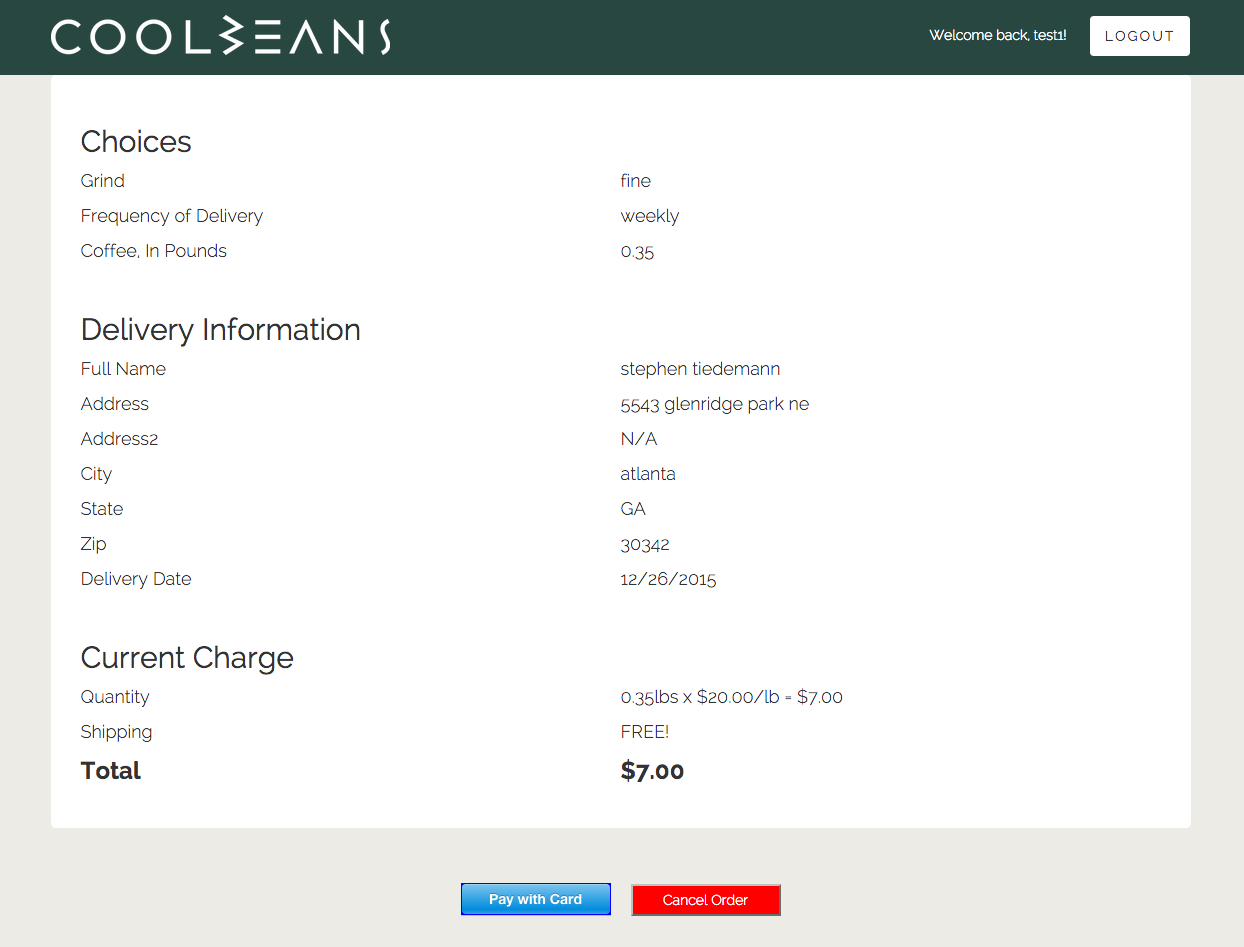 COOLBEANS
Welcome back, test1!
LOGOUT
Choices
Grind fine
Frequency of Delivery weekly
Coffee, In Pounds 0.35
Delivery Information
Full Name stephen tiedemann
Address 5543 glenridge park ne
Address2 N/A
City atlanta
State GA
Zip 30342
Delivery Date 12/26/2015
Current Charge
Quantity 0.35lbs x $20.00/lb = $7.00
Shipping FREE!
Total $7.00
Pay with Card
Cancel Order